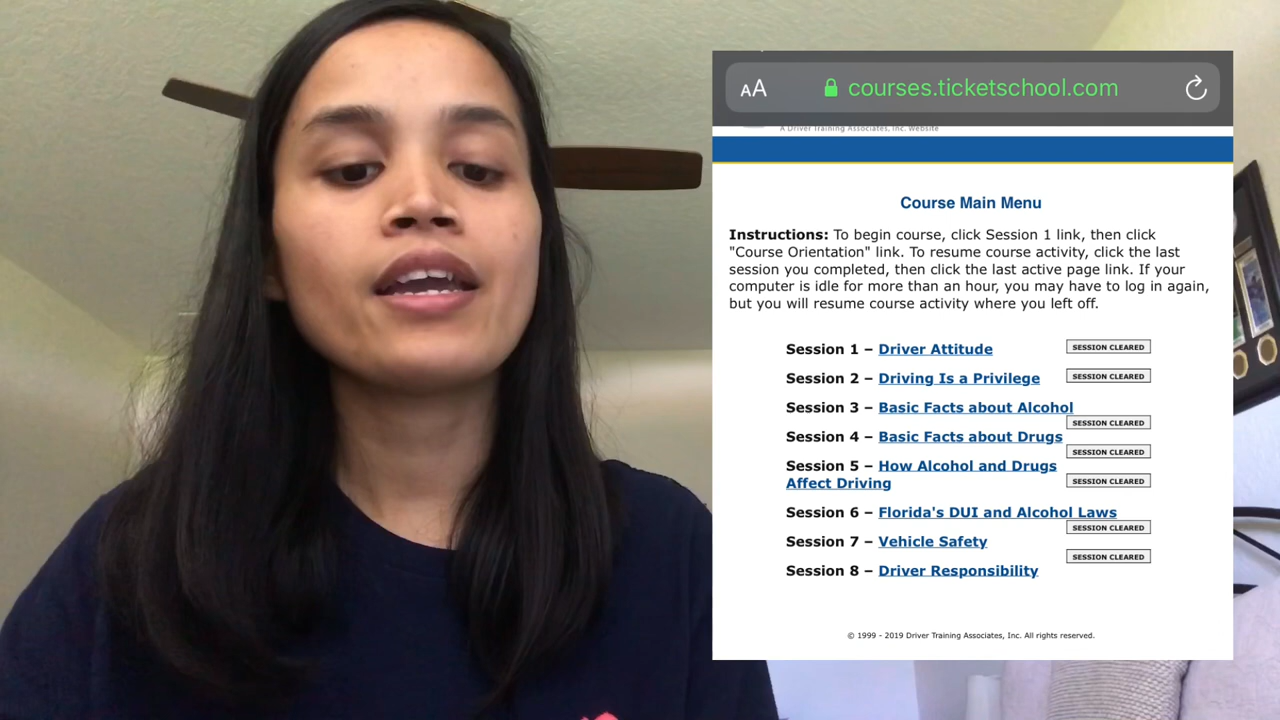 AA courses.ticketschool.com
A Driver Training Associates, Inc. Website
Course Main Menu
Instructions: To begin course, click Session 1 link, then click
"Course Orientation" link. To resume course activity, click the last
session you completed, then click the last active page link. If your
computer is idle for more than an hour, you may have to log in again,
but you will resume course activity where you left off.
Session 1 – Driver Attitude SESSION CLEARED
Session 2 – Driving Is a Privilege SESSION CLEARED
Session 3 – Basic Facts about Alcohol
SESSION CLEARED
Session 4 – Basic Facts about Drugs
SESSION CLEARED
Session 5 – How Alcohol and Drugs
Affect Driving SESSION CLEARED
Session 6 – Florida's DUI and Alcohol Laws
SESSION CLEARED
Session 7 – Vehicle Safety
SESSION CLEARED
Session 8 – Driver Responsibility
© 1999 - 2019 Driver Training Associates, Inc. All rights reserved.